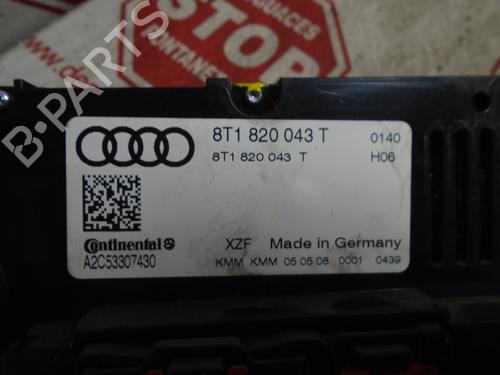 STOP
8T1 820 043 T 0140
8T1 820 043 T H06
Continental
A2C53307430
XZF Made in Germany
KMM KMM 05.05.08 0001 0439